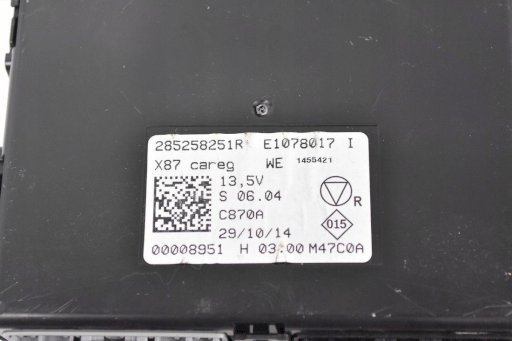 285258251R E1078017 I
X87 careg WE 1455421
13,5V
S 06.04
C870A
29/10/14
R
015
00008951 H 03:00 M47C0A